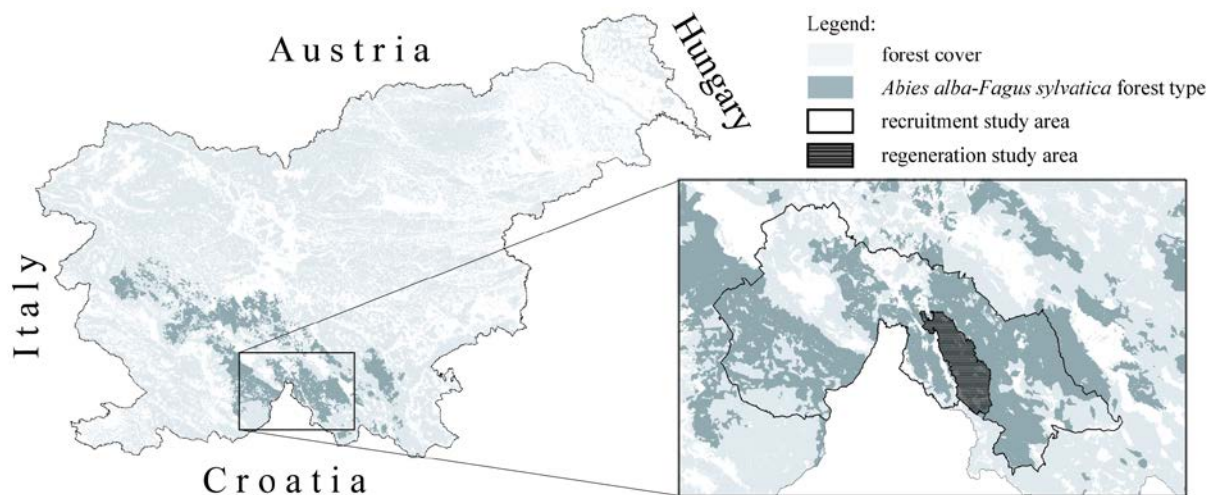 Austria
Hungary
Italy
Croatia
Legend:
forest cover
Abies alba-Fagus sylvatica forest type
recruitment study area
regeneration study area